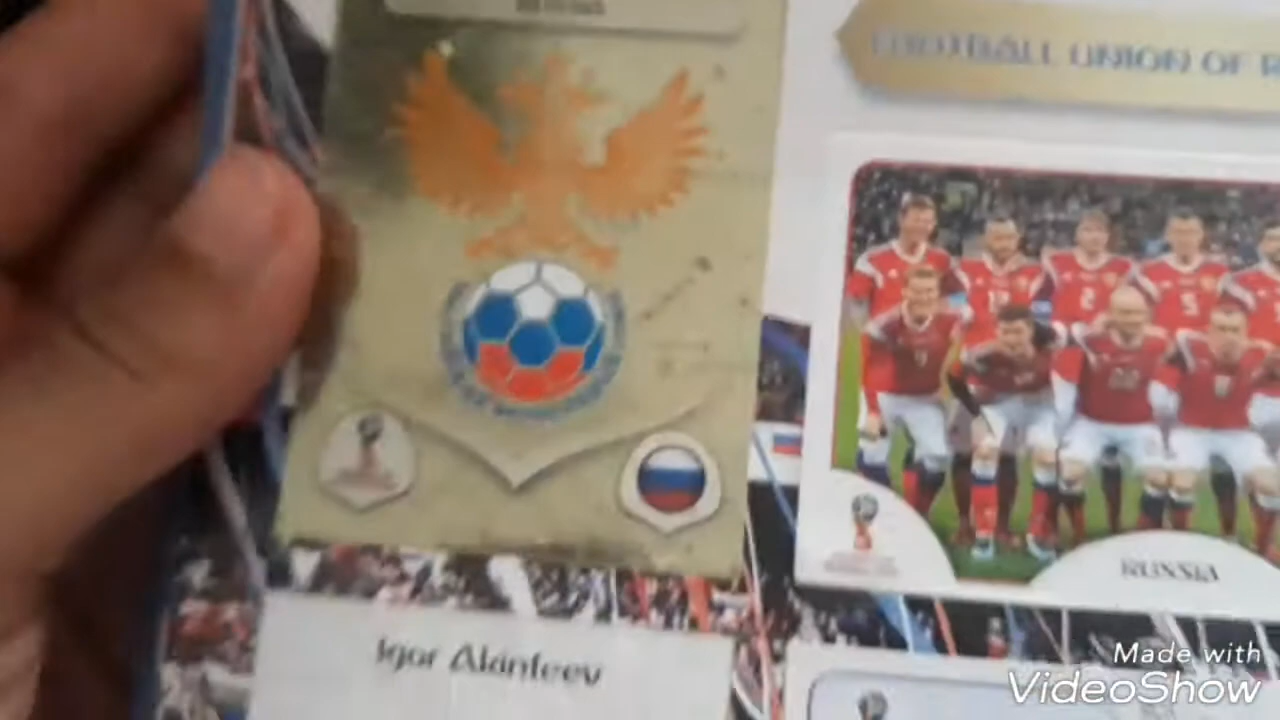 FOOTBALL UNION OF R
RUSSIA
Igor Akinfeev
Made with
VideoShow